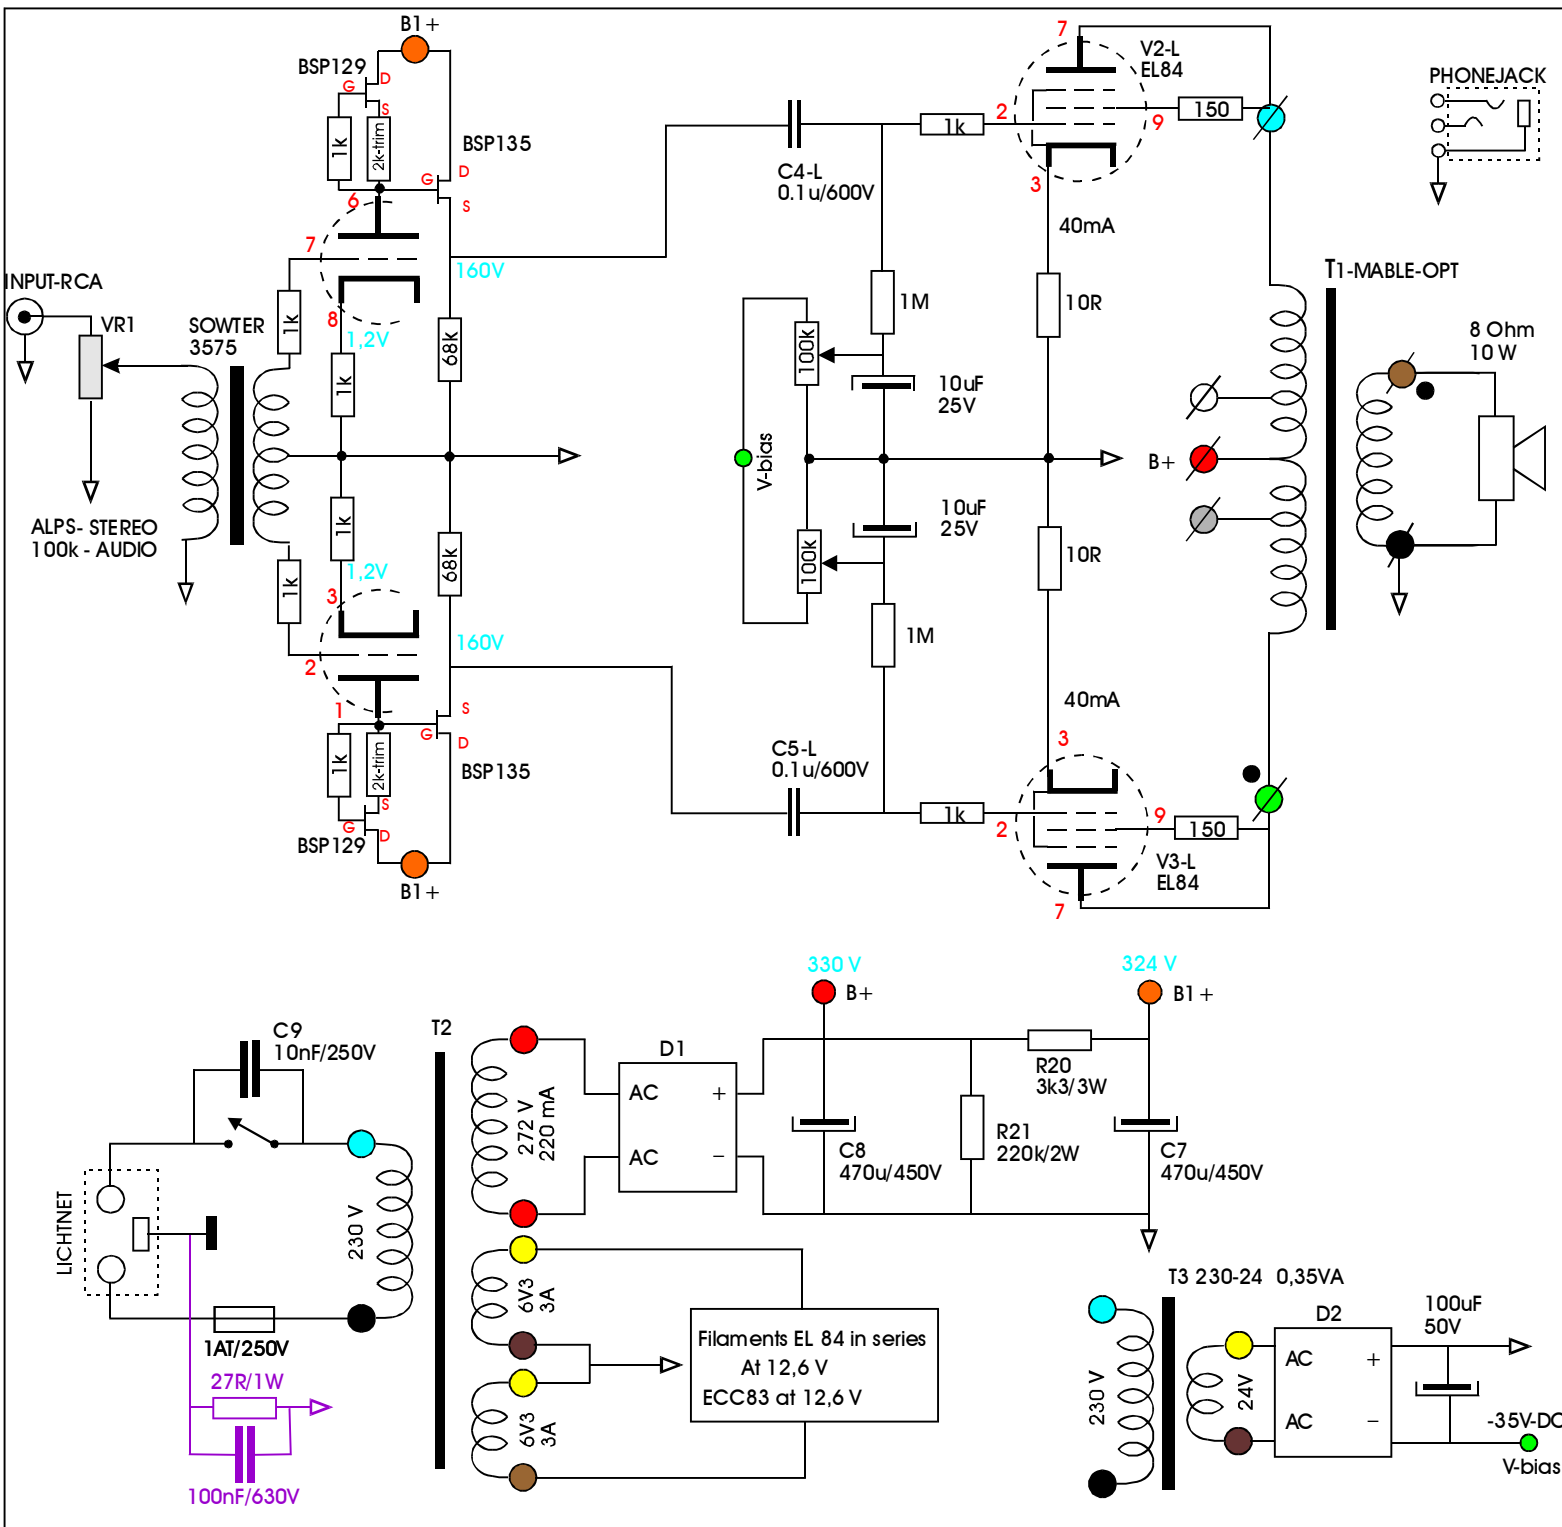 B1+
7
V2-L
EL84
BSP129
D
G
S
PHONEJACK
1k
2k-trim
BSP135
G
D
S
6
2
1k
9
150
C4-L
0.1u/600V
3
40mA
7
160V
INPUT-RCA
VR1
SOWTER
3575
1k
8
1,2V
1k
68k
1M
10R
100k
10uF
25V
T1-MABLE-OPT
8 Ohm
10 W
V-bias
B+
ALPS- STEREO
100k - AUDIO
1k
1k
1,2V
68k
100k
10uF
25V
10R
3
2
160V
1M
1
S
G
D
BSP135
1k
2k-trim
S
G
D
BSP129
B1+
C5-L
0.1u/600V
40mA
3
1k
2
9
150
V3-L
EL84
7
330 V
B+
324 V
B1+
C9
10nF/250V
T2
D1
AC
+
AC
−
272 V
220 mA
R20
3k3/3W
C8
470u/450V
R21
220k/2W
C7
470u/450V
LICHTNET
230 V
1AT/250V
27R/1W
100nF/630V
6V3
3A
6V3
3A
Filaments EL 84 in series
At 12,6 V
ECC83 at 12,6 V
T3 230-24 0,35VA
230 V
24V
D2
AC
+
AC
−
100uF
50V
-35V-DC
V-bias